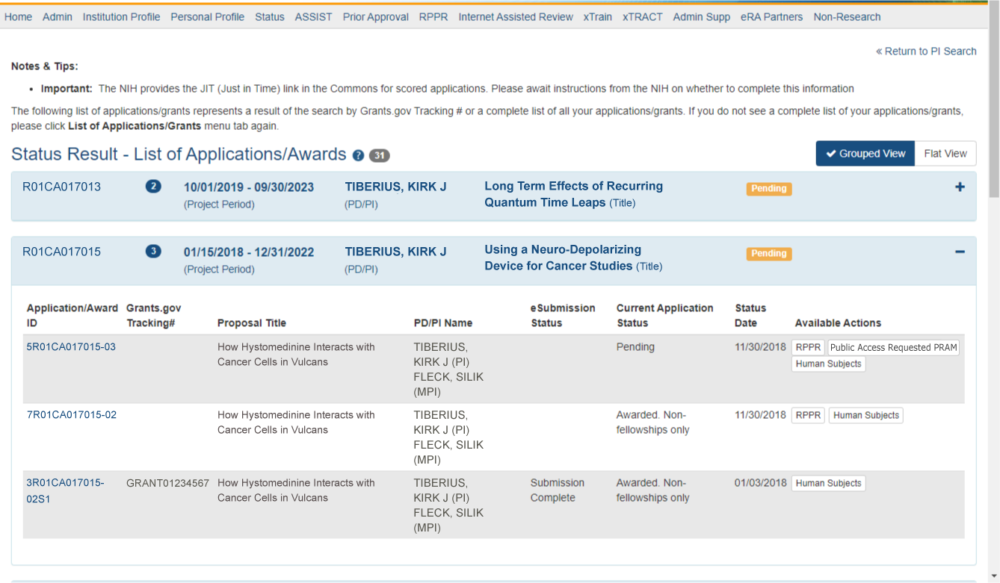 Home Admin Institution Profile Personal Profile Status ASSIST Prior Approval RPPR Internet Assisted Review xTrain xTRACT Admin Supp eRA Partners Non-Research
« Return to PI Search
Notes & Tips:
• Important: The NIH provides the JIT (Just in Time) link in the Commons for scored applications. Please await instructions from the NIH on whether to complete this information
The following list of applications/grants represents a result of the search by Grants.gov Tracking # or a complete list of all your applications/grants. If you do not see a complete list of your applications/grants,
please click List of Applications/Grants menu tab again.
Status Result - List of Applications/Awards ? 31
✔ Grouped View Flat View
R01CA017013 2 10/01/2019 - 09/30/2023 TIBERIUS, KIRK J Long Term Effects of Recurring Pending +
(Project Period) (PD/PI) Quantum Time Leaps (Title)
R01CA017015 3 01/15/2018 - 12/31/2022 TIBERIUS, KIRK J Using a Neuro-Depolarizing Pending −
(Project Period) (PD/PI) Device for Cancer Studies (Title)
Application/Award Grants.gov eSubmission Current Application Status
ID Tracking# Proposal Title PD/PI Name Status Status Date Available Actions
5R01CA017015-03 How Hystomedinine Interacts with TIBERIUS, Pending 11/30/2018 RPPR Public Access Requested PRAM
Cancer Cells in Vulcans KIRK J (PI) Human Subjects
FLECK, SILIK
(MPI)
7R01CA017015-02 How Hystomedinine Interacts with TIBERIUS, Awarded. Non- 11/30/2018 RPPR Human Subjects
Cancer Cells in Vulcans KIRK J (PI) fellowships only
FLECK, SILIK
(MPI)
3R01CA017015- GRANT01234567 How Hystomedinine Interacts with TIBERIUS, Submission Awarded. Non- 01/03/2018 Human Subjects
02S1 Cancer Cells in Vulcans KIRK J (PI) Complete fellowships only
FLECK, SILIK
(MPI)